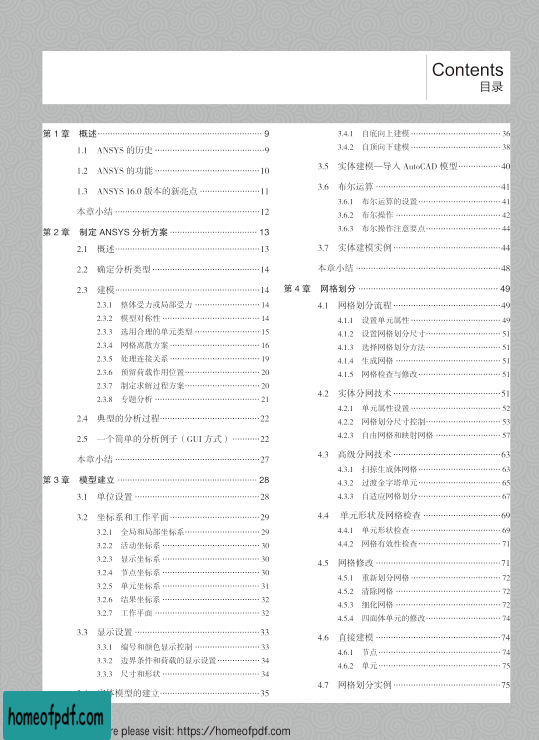 Contents
目录
第 1 章 概述 9
1.1 ANSYS 的历史 9
1.2 ANSYS 的功能 10
1.3 ANSYS 16.0 版本的新亮点 11
本章小结 12
第 2 章 制定 ANSYS 分析方案 13
2.1 概述 13
2.2 确定分析类型 14
2.3 建模 14
2.3.1 整体受力或局部受力 14
2.3.2 模型对称性 14
2.3.3 选用合理的单元类型 15
2.3.4 网格离散方案 16
2.3.5 处理连接关系 19
2.3.6 预留荷载作用位置 20
2.3.7 制定求解过程方案 20
2.3.8 专题分析 21
2.4 典型的分析过程 22
2.5 一个简单的分析例子（GUI 方式） 22
本章小结 27
第 3 章 模型建立 28
3.1 单位设置 28
3.2 坐标系和工作平面 29
3.2.1 全局和局部坐标系 29
3.2.2 活动坐标系 30
3.2.3 显示坐标系 30
3.2.4 节点坐标系 30
3.2.5 单元坐标系 31
3.2.6 结果坐标系 32
3.2.7 工作平面 32
3.3 显示设置 33
3.3.1 编号和颜色显示控制 33
3.3.2 边界条件和荷载的显示设置 34
3.3.3 尺寸和形状 34
实体模型的建立 35
3.4.1 自底向上建模 36
3.4.2 自顶向下建模 38
3.5 实体建模—导入 AutoCAD 模型 40
3.6 布尔运算 41
3.6.1 布尔运算的设置 41
3.6.2 布尔操作 42
3.6.3 布尔操作注意要点 44
3.7 实体建模实例 44
本章小结 48
第 4 章 网格划分 49
4.1 网格划分流程 49
4.1.1 设置单元属性 49
4.1.2 设置网格划分尺寸 51
4.1.3 选择网格划分方法 51
4.1.4 生成网格 51
4.1.5 网格检查与修改 51
4.2 实体分网技术 51
4.2.1 单元属性设置 52
4.2.2 网格划分尺寸控制 53
4.2.3 自由网格和映射网格 57
4.3 高级分网技术 63
4.3.1 扫掠生成体网格 63
4.3.2 过渡金字塔单元 65
4.3.3 自适应网格划分 67
4.4 单元形状及网格检查 69
4.4.1 单元形状检查 69
4.4.2 网格有效性检查 71
4.5 网格修改 71
4.5.1 重新划分网格 72
4.5.2 清除网格 72
4.5.3 细化网格 72
4.5.4 四面体单元的修改 74
4.6 直接建模 74
4.6.1 节点 74
4.6.2 单元 75
4.7 网格划分实例 75
homeofpdf.com
please visit: https://homeofpdf.com